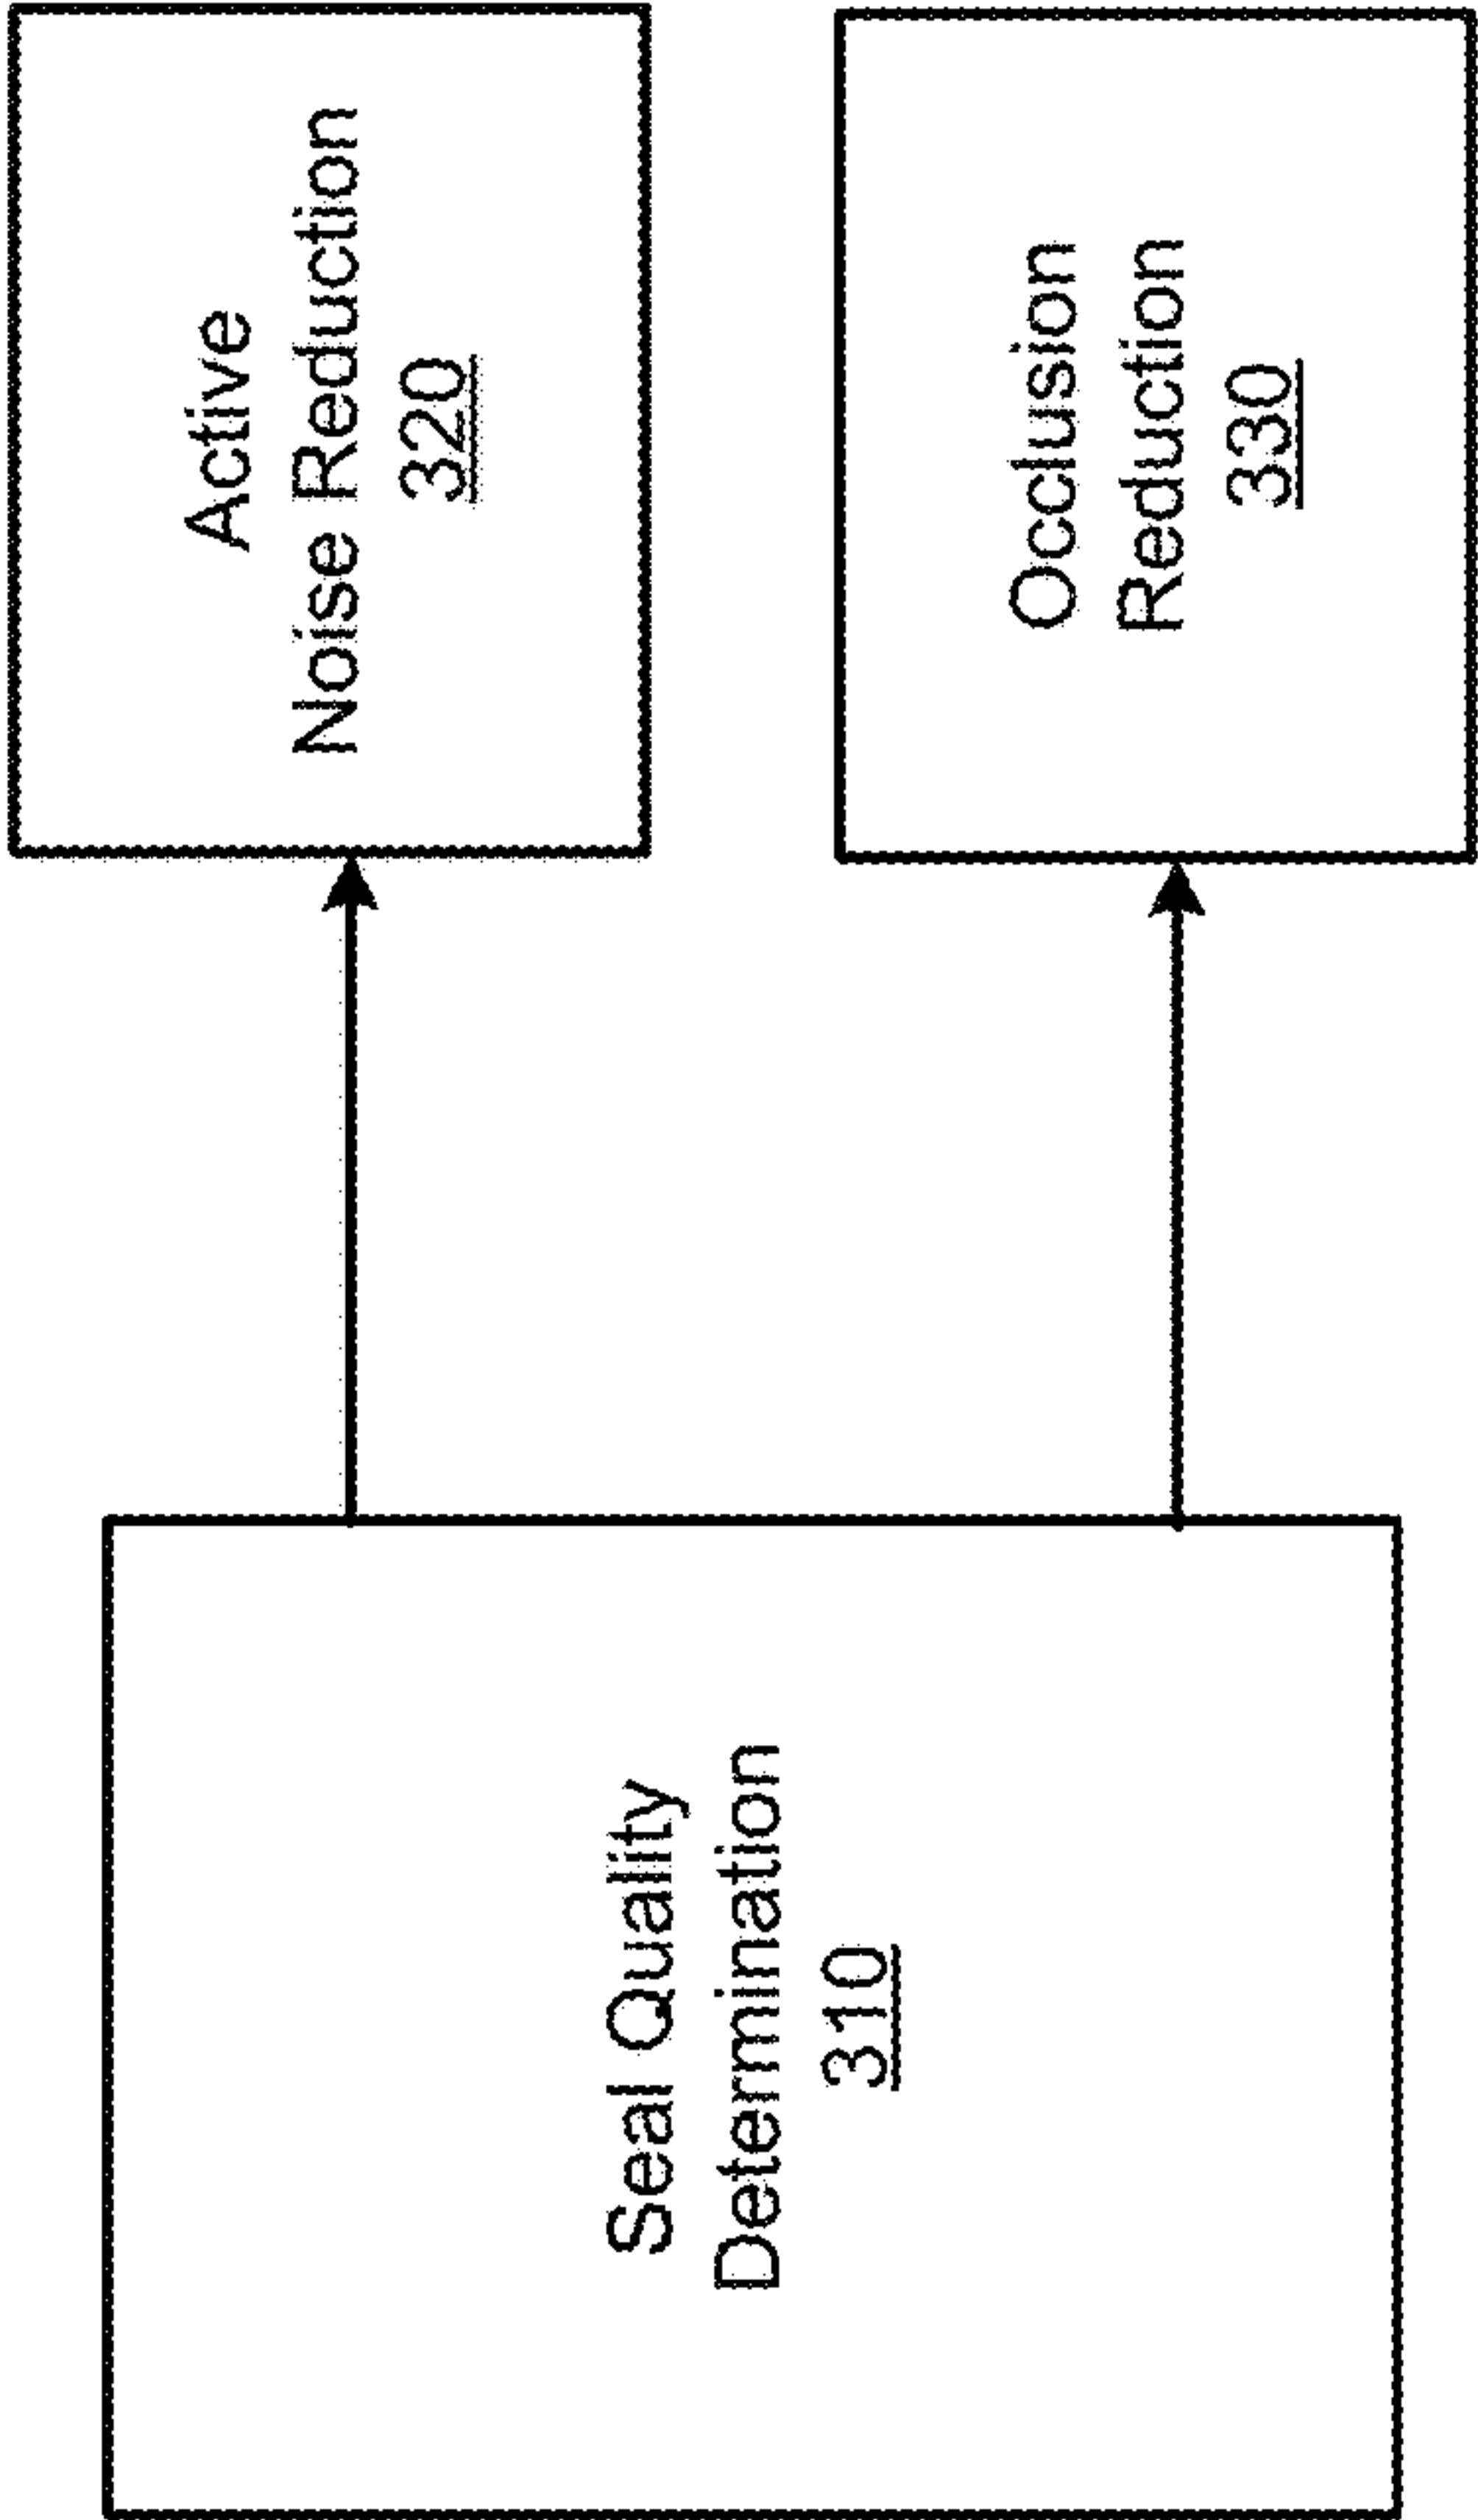 Seal Quality
Determination
310
Active
Noise Reduction
320
Occlusion
Reduction
330